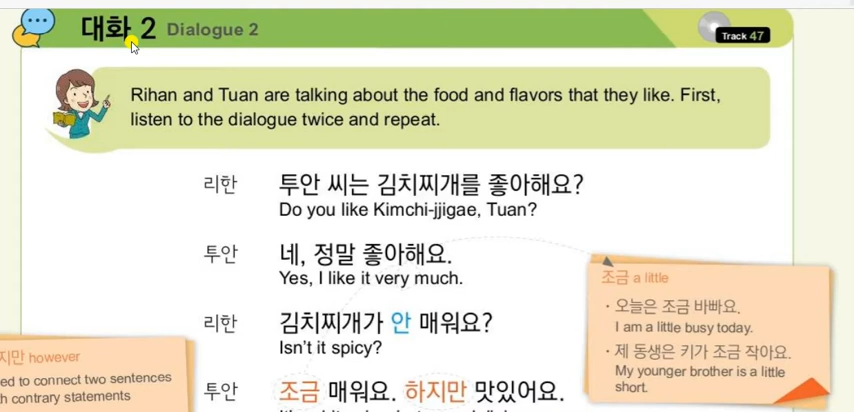 대화 2 Dialogue 2
Track 47
Rihan and Tuan are talking about the food and flavors that they like. First,
listen to the dialogue twice and repeat.
리한 투안 씨는 김치찌개를 좋아해요?
Do you like Kimchi-jjigae, Tuan?
투안 네, 정말 좋아해요.
Yes, I like it very much.
리한 김치찌개가 안 매워요?
Isn't it spicy?
투안 조금 매워요. 하지만 맛있어요.
조금 a little
· 오늘은 조금 바빠요.
I am a little busy today.
· 제 동생은 키가 조금 작아요.
My younger brother is a little
short.
지만 however
ed to connect two sentences
h contrary statements